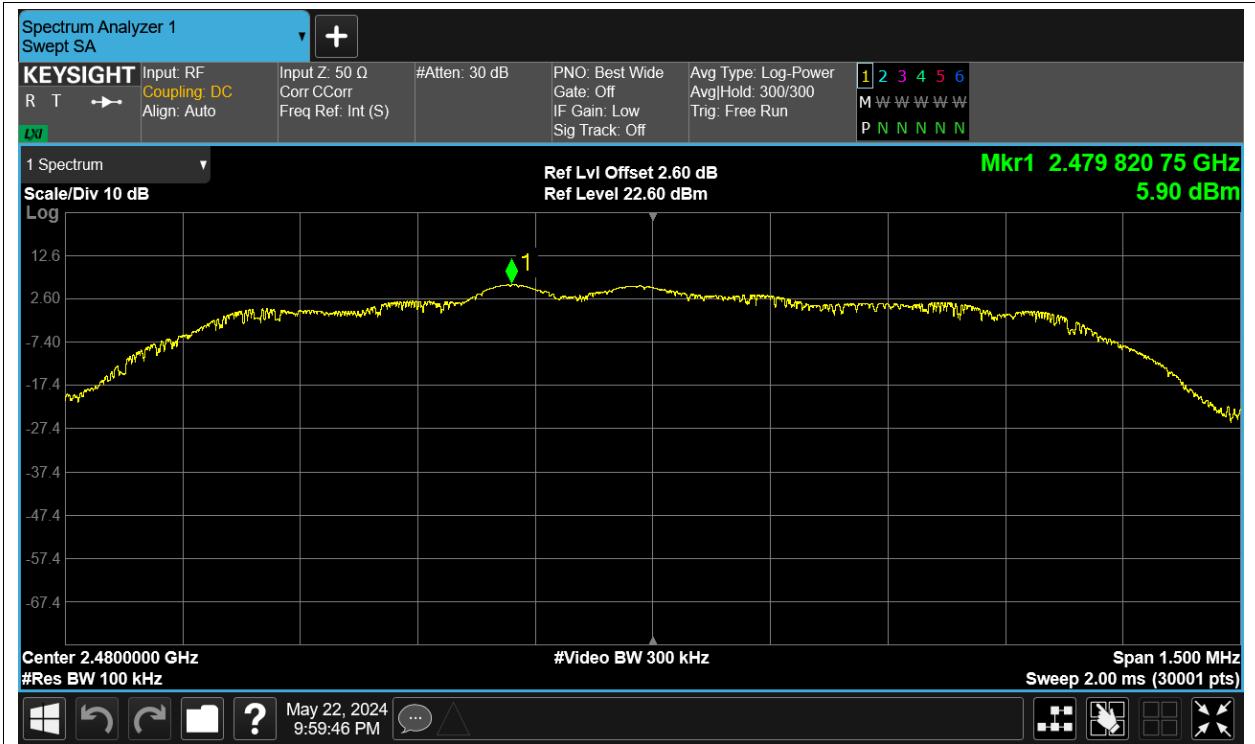 Spectrum Analyzer 1
Swept SA
KEYSIGHT
R T
LXI
Input: RF
Coupling: DC
Align: Auto
Input Z: 50 Ω
Corr CCorr
Freq Ref: Int (S)
#Atten: 30 dB
PNO: Best Wide
Gate: Off
IF Gain: Low
Sig Track: Off
Avg Type: Log-Power
Avg|Hold: 300/300
Trig: Free Run
1 2 3 4 5 6
M W W W W W
P N N N N N
1 Spectrum
Scale/Div 10 dB
Log
Ref Lvl Offset 2.60 dB
Ref Level 22.60 dBm
Mkr1 2.479 820 75 GHz
5.90 dBm
1
12.6
2.60
-7.40
-17.4
-27.4
-37.4
-47.4
-57.4
-67.4
Center 2.4800000 GHz
#Res BW 100 kHz
#Video BW 300 kHz
Span 1.500 MHz
Sweep 2.00 ms (30001 pts)
?
May 22, 2024
9:59:46 PM